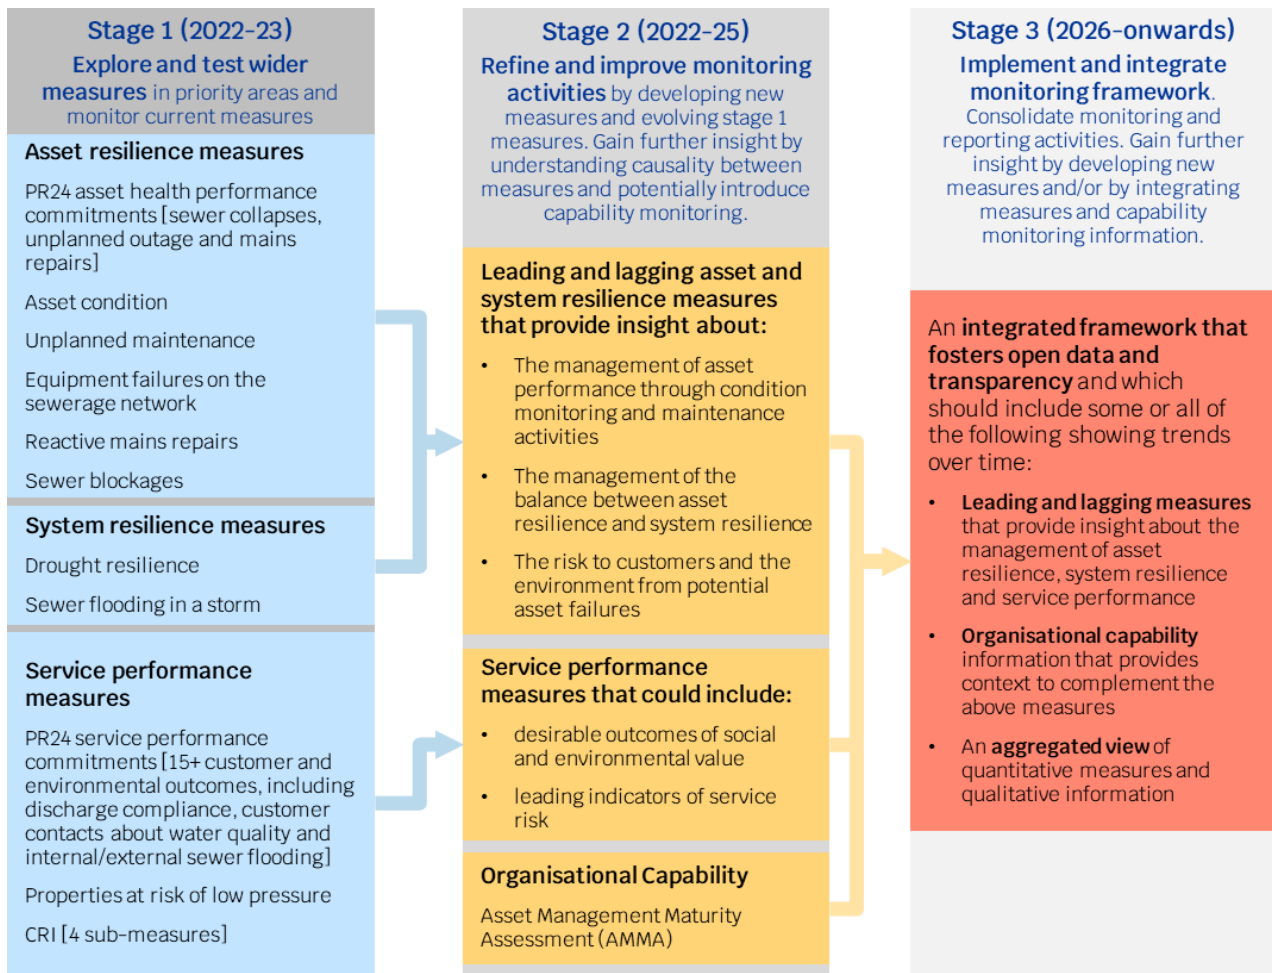 Stage 1 (2022-23)
Explore and test wider
measures in priority areas and
monitor current measures
Asset resilience measures
PR24 asset health performance
commitments [sewer collapses,
unplanned outage and mains
repairs]
Asset condition
Unplanned maintenance
Equipment failures on the
sewerage network
Reactive mains repairs
Sewer blockages
System resilience measures
Drought resilience
Sewer flooding in a storm
Service performance
measures
PR24 service performance
commitments [15+ customer and
environmental outcomes, including
discharge compliance, customer
contacts about water quality and
internal/external sewer flooding]
Properties at risk of low pressure
CRI [4 sub-measures]
Stage 2 (2022-25)
Refine and improve monitoring
activities by developing new
measures and evolving stage 1
measures. Gain further insight by
understanding causality between
measures and potentially introduce
capability monitoring.
Leading and lagging asset and
system resilience measures
that provide insight about:
• The management of asset
performance through condition
monitoring and maintenance
activities
• The management of the
balance between asset
resilience and system resilience
• The risk to customers and the
environment from potential
asset failures
Service performance
measures that could include:
• desirable outcomes of social
and environmental value
• leading indicators of service
risk
Organisational Capability
Asset Management Maturity
Assessment (AMMA)
Stage 3 (2026-onwards)
Implement and integrate
monitoring framework.
Consolidate monitoring and
reporting activities. Gain further
insight by developing new
measures and/or by integrating
measures and capability
monitoring information.
An integrated framework that
fosters open data and
transparency and which
should include some or all of
the following showing trends
over time:
• Leading and lagging measures
that provide insight about the
management of asset
resilience, system resilience
and service performance
• Organisational capability
information that provides
context to complement the
above measures
• An aggregated view of
quantitative measures and
qualitative information